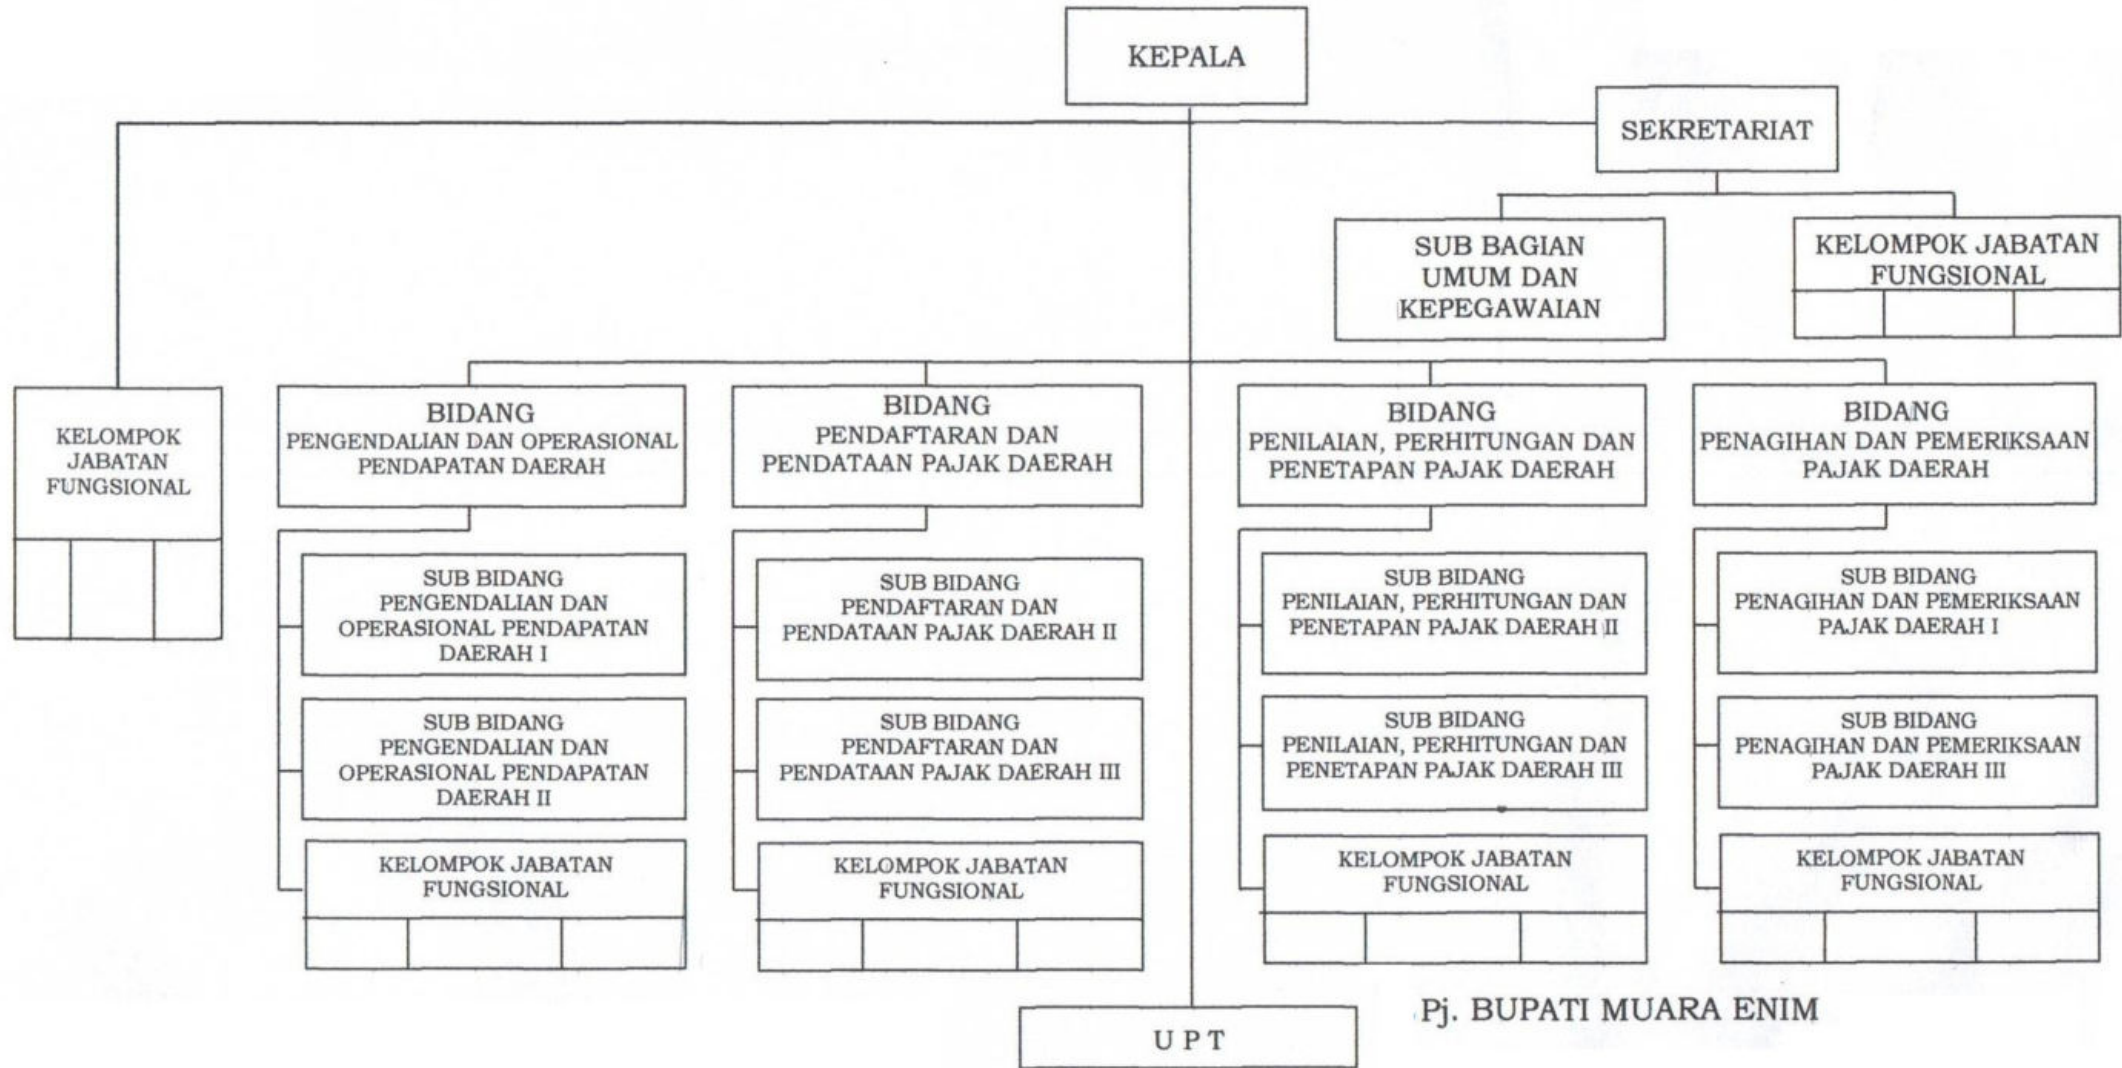 KEPALA
SEKRETARIAT
SUB BAGIAN
UMUM DAN
KEPEGAWAIAN
KELOMPOK JABATAN
FUNGSIONAL
KELOMPOK
JABATAN
FUNGSIONAL
BIDANG
PENGENDALIAN DAN OPERASIONAL
PENDAPATAN DAERAH
SUB BIDANG
PENGENDALIAN DAN
OPERASIONAL PENDAPATAN
DAERAH I
SUB BIDANG
PENGENDALIAN DAN
OPERASIONAL PENDAPATAN
DAERAH II
KELOMPOK JABATAN
FUNGSIONAL
BIDANG
PENDAFTARAN DAN
PENDATAAN PAJAK DAERAH
SUB BIDANG
PENDAFTARAN DAN
PENDATAAN PAJAK DAERAH II
SUB BIDANG
PENDAFTARAN DAN
PENDATAAN PAJAK DAERAH III
KELOMPOK JABATAN
FUNGSIONAL
BIDANG
PENILAIAN, PERHITUNGAN DAN
PENETAPAN PAJAK DAERAH
SUB BIDANG
PENILAIAN, PERHITUNGAN DAN
PENETAPAN PAJAK DAERAH II
SUB BIDANG
PENILAIAN, PERHITUNGAN DAN
PENETAPAN PAJAK DAERAH III
KELOMPOK JABATAN
FUNGSIONAL
BIDANG
PENAGIHAN DAN PEMERIKSAAN
PAJAK DAERAH
SUB BIDANG
PENAGIHAN DAN PEMERIKSAAN
PAJAK DAERAH I
SUB BIDANG
PENAGIHAN DAN PEMERIKSAAN
PAJAK DAERAH III
KELOMPOK JABATAN
FUNGSIONAL
Pj. BUPATI MUARA ENIM
U P T